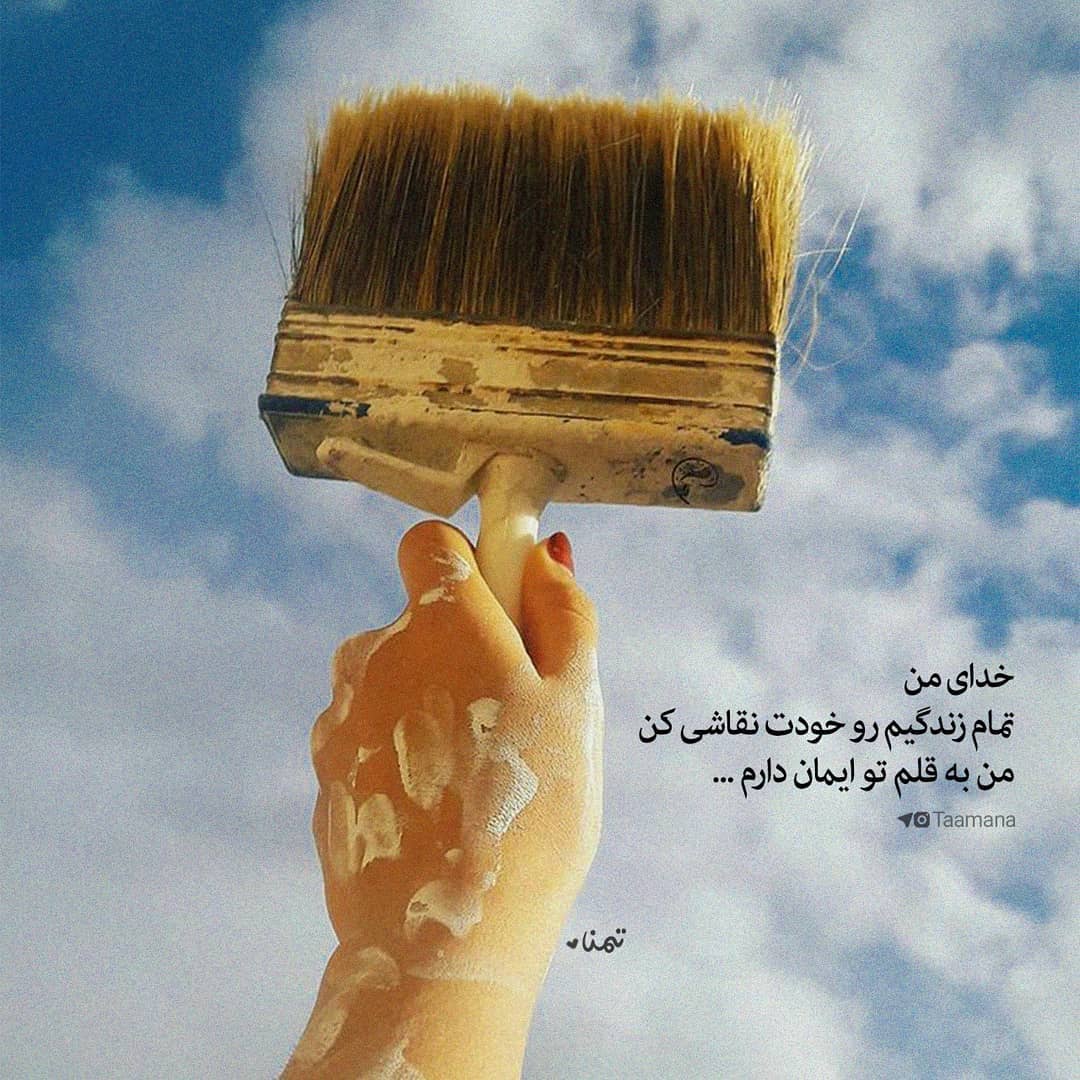 خدای من
تمام زندگیم رو خودت نقاشی کن
من به قلم تو ایمان دارم ...
Taamana
تمنا